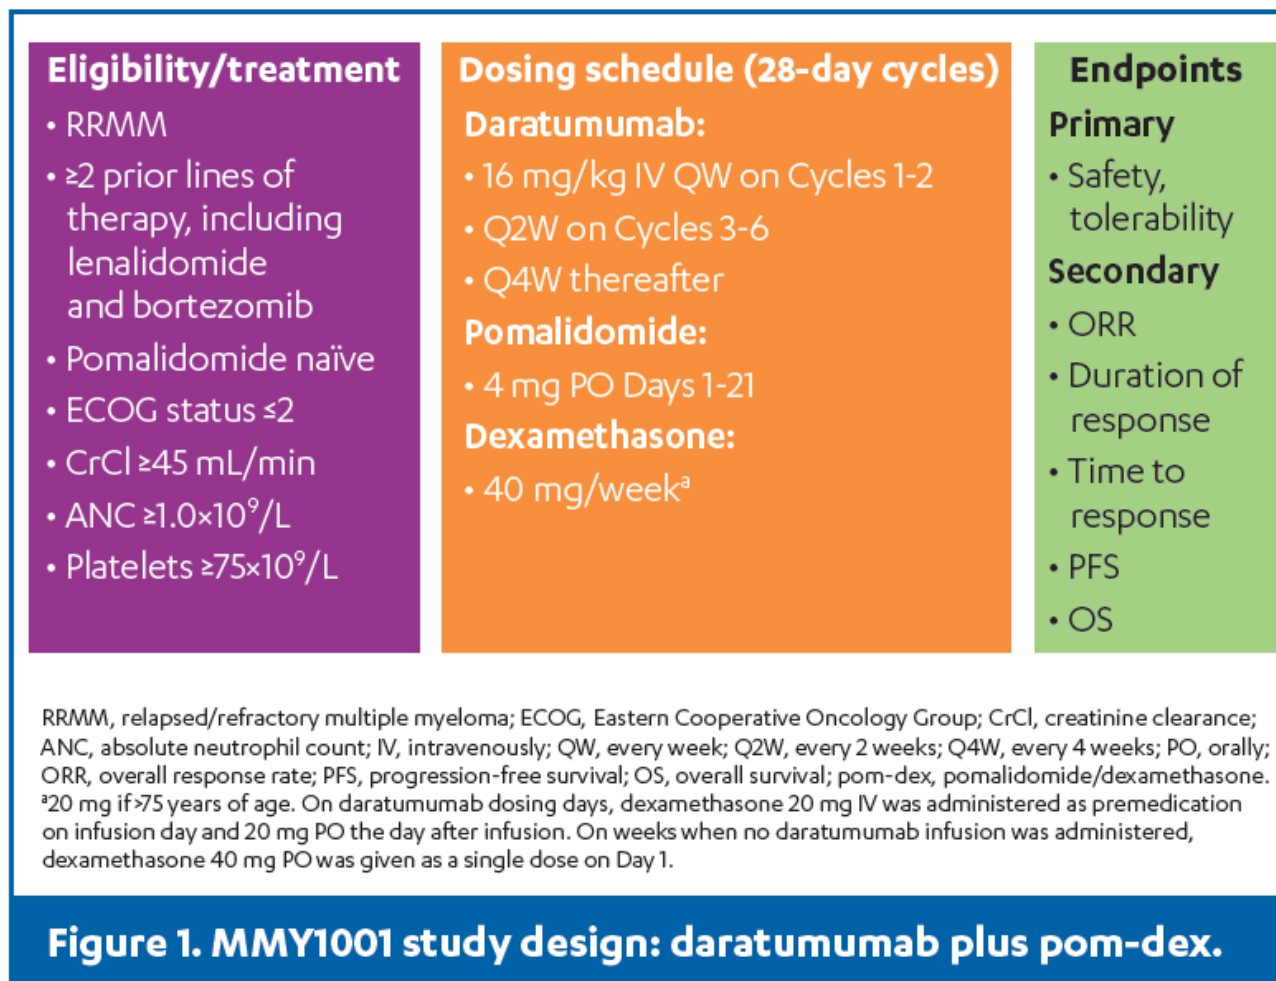 Eligibility/treatment
• RRMM
• ≥2 prior lines of
therapy, including
lenalidomide
and bortezomib
• Pomalidomide naïve
• ECOG status ≤2
• CrCl ≥45 mL/min
• ANC ≥1.0×10⁹/L
• Platelets ≥75×10⁹/L
Dosing schedule (28-day cycles)
Daratumumab:
• 16 mg/kg IV QW on Cycles 1-2
• Q2W on Cycles 3-6
• Q4W thereafter
Pomalidomide:
• 4 mg PO Days 1-21
Dexamethasone:
• 40 mg/weekᵃ
Endpoints
Primary
• Safety,
tolerability
Secondary
• ORR
• Duration of
response
• Time to
response
• PFS
• OS
RRMM, relapsed/refractory multiple myeloma; ECOG, Eastern Cooperative Oncology Group; CrCl, creatinine clearance;
ANC, absolute neutrophil count; IV, intravenously; QW, every week; Q2W, every 2 weeks; Q4W, every 4 weeks; PO, orally;
ORR, overall response rate; PFS, progression-free survival; OS, overall survival; pom-dex, pomalidomide/dexamethasone.
ᵃ20 mg if >75 years of age. On daratumumab dosing days, dexamethasone 20 mg IV was administered as premedication
on infusion day and 20 mg PO the day after infusion. On weeks when no daratumumab infusion was administered,
dexamethasone 40 mg PO was given as a single dose on Day 1.
Figure 1. MMY1001 study design: daratumumab plus pom-dex.